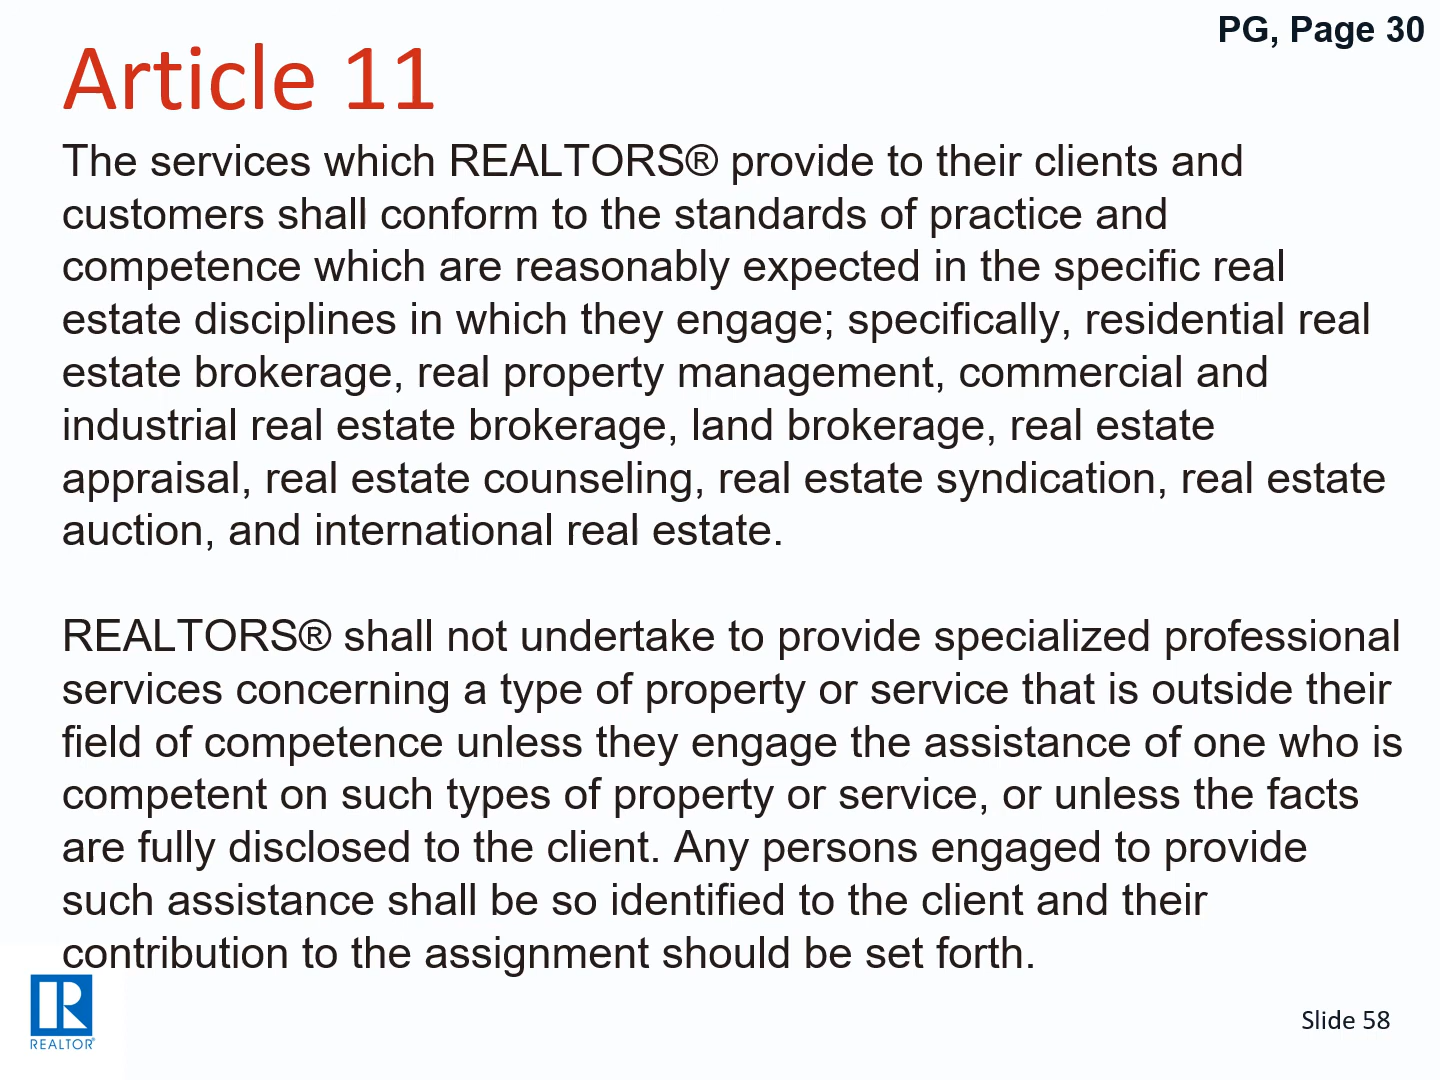 PG, Page 30
Article 11
The services which REALTORS® provide to their clients and
customers shall conform to the standards of practice and
competence which are reasonably expected in the specific real
estate disciplines in which they engage; specifically, residential real
estate brokerage, real property management, commercial and
industrial real estate brokerage, land brokerage, real estate
appraisal, real estate counseling, real estate syndication, real estate
auction, and international real estate.
REALTORS® shall not undertake to provide specialized professional
services concerning a type of property or service that is outside their
field of competence unless they engage the assistance of one who is
competent on such types of property or service, or unless the facts
are fully disclosed to the client. Any persons engaged to provide
such assistance shall be so identified to the client and their
contribution to the assignment should be set forth.
R
REALTOR®
Slide 58